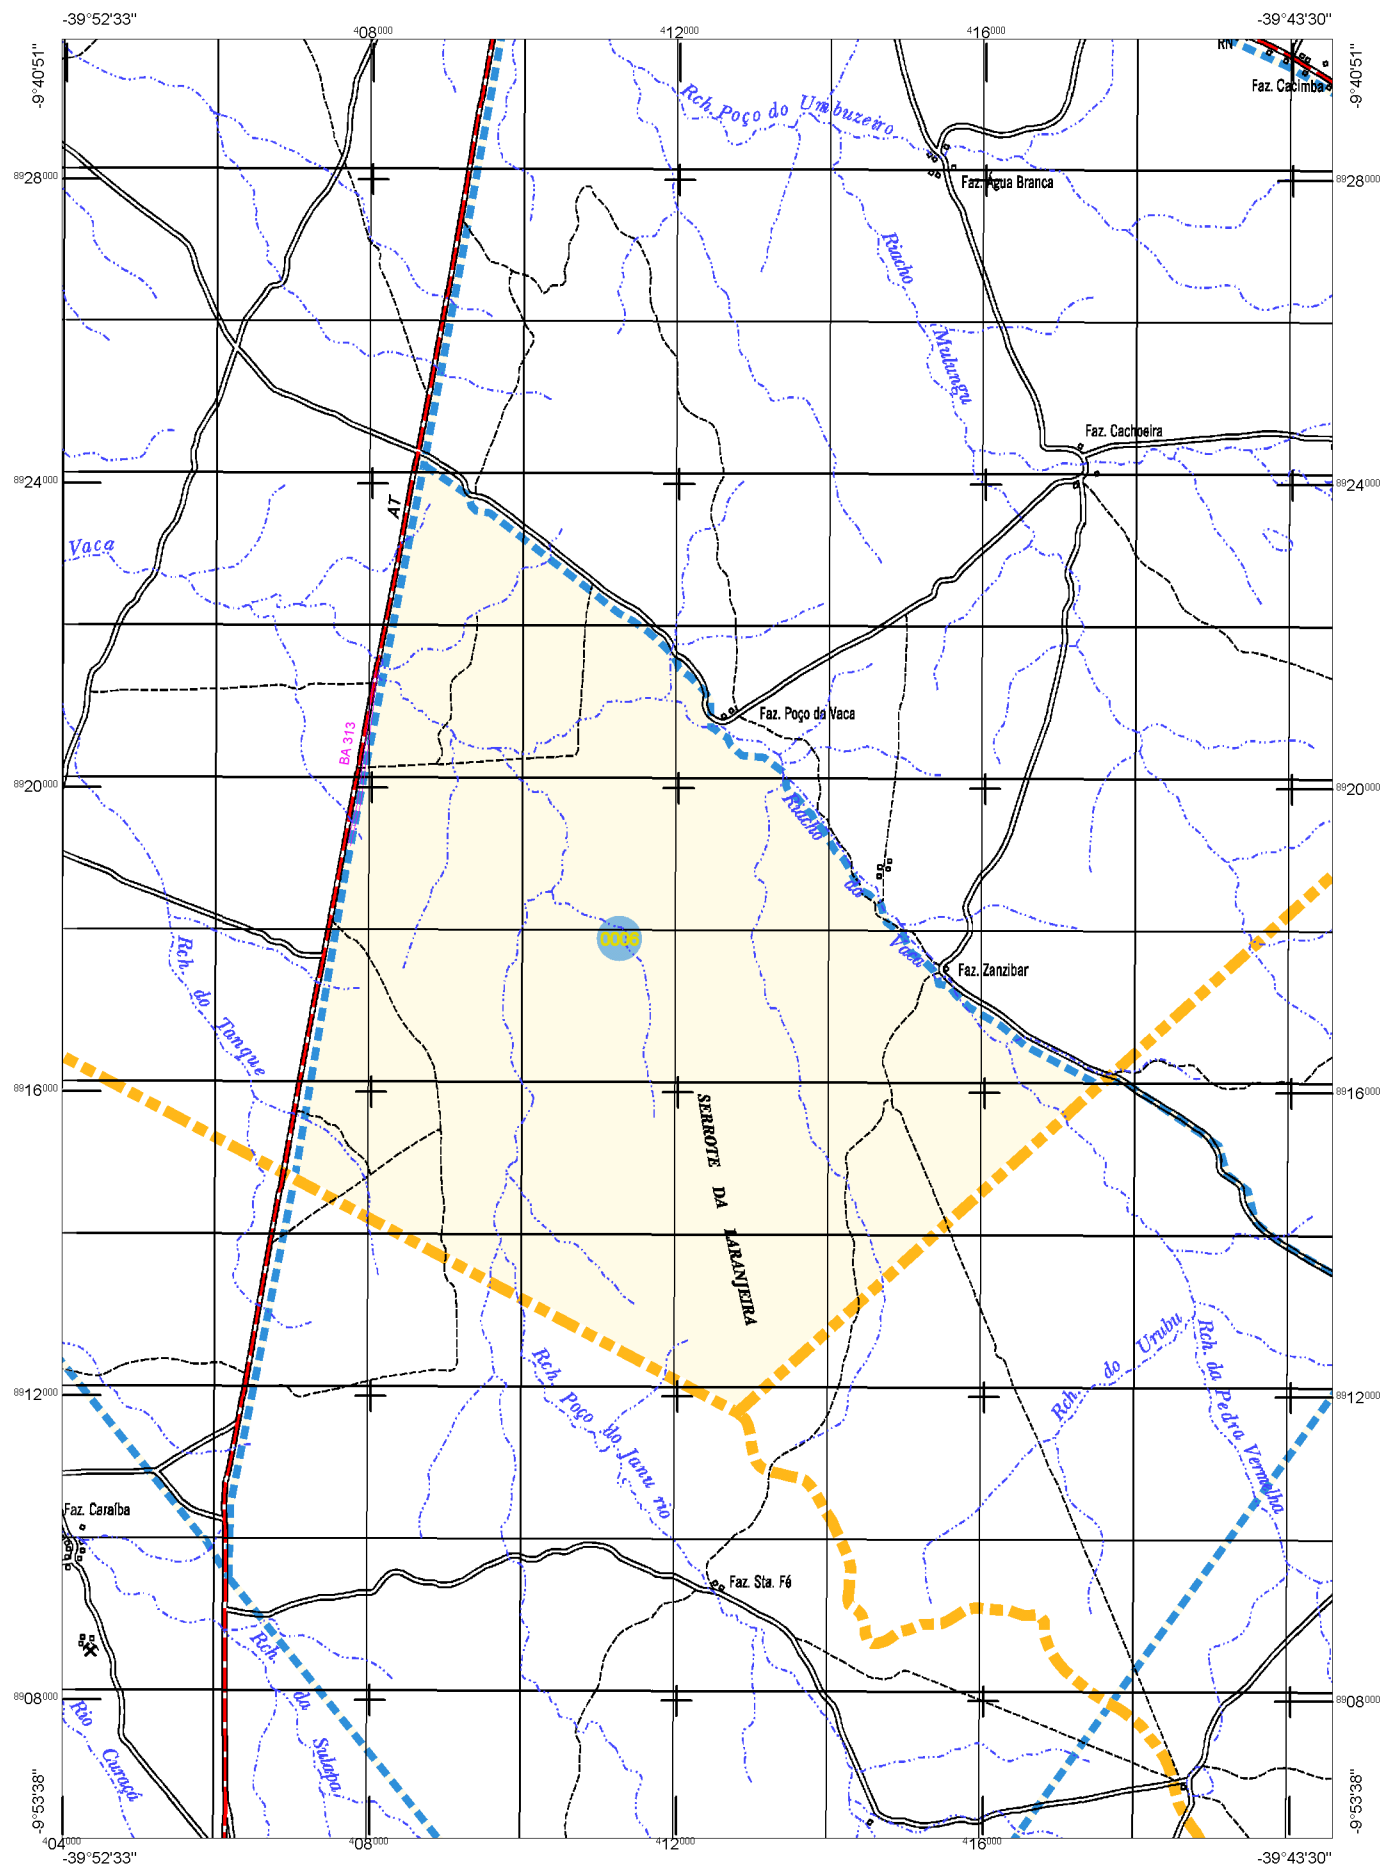 -39°52'33"
-39°43'30"
408000
412000
416000
-9°40'51"
-9°40'51"
RN
Faz. Cacimba
Rch. Poço do Umbuzeiro
8928000
8928000
Faz. Água Branca
Riacho
Mulungu
Faz. Cachoeira
8924000
8924000
AT
Vaca
BA 313
Faz. Poço da Vaca
8920000
8920000
Riacho
da
Vaca
0006
Faz. Zanzibar
Rch.
do
Tanque
8916000
8916000
SERROTE DA LARANJEIRA
Rch. do Urubu
Rch. da Pedra Vermelha
Rch. Poço do Janu rio
8912000
8912000
Faz. Caraíba
Faz. Sta. Fé
Rch.
da
Sulapa
8908000
8908000
Rio
Curaçá
-9°53'38"
-9°53'38"
404000
408000
412000
416000
-39°52'33"
-39°43'30"